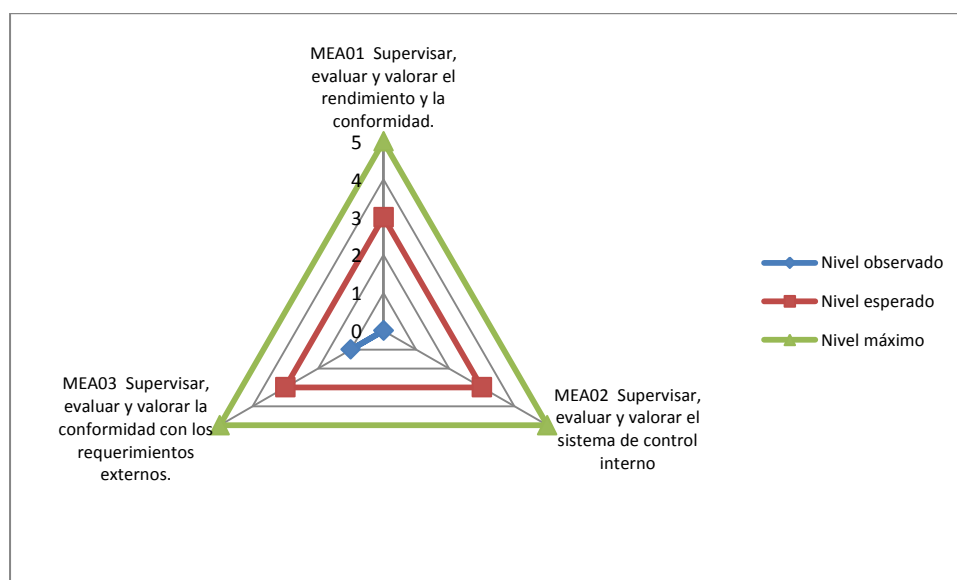 MEA01  Supervisar,
evaluar y valorar el
rendimiento y la
conformidad.
5
4
3
2
1
0
Nivel observado
Nivel esperado
Nivel máximo
MEA03  Supervisar,
evaluar y valorar la
conformidad con los
requerimientos
externos.
MEA02  Supervisar,
evaluar y valorar el
sistema de control
interno